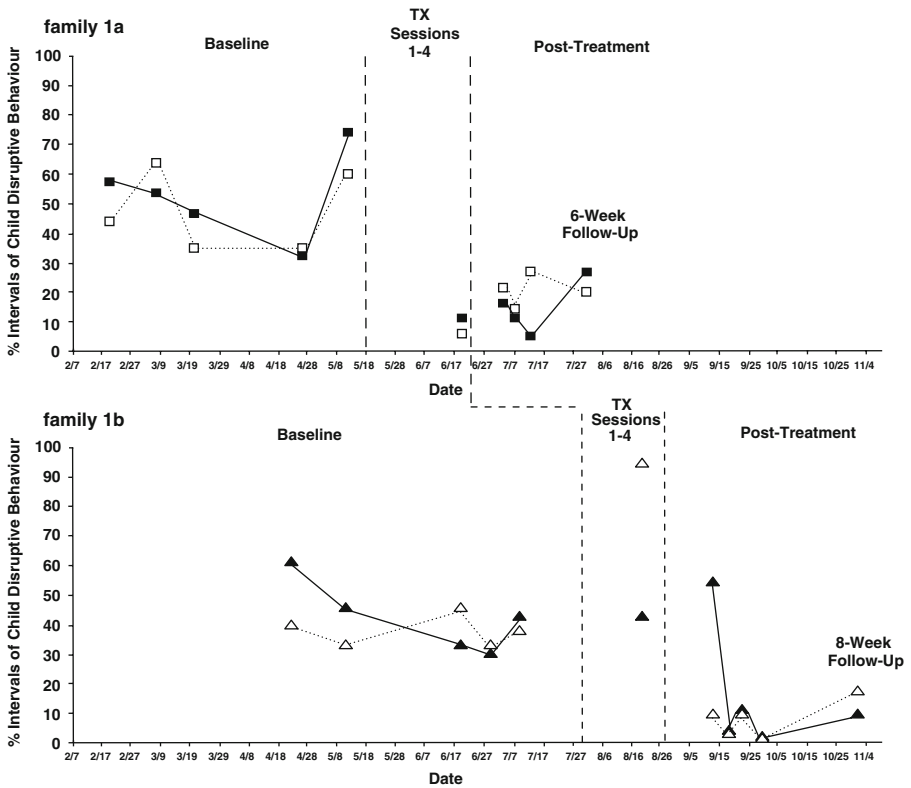 family 1a
Baseline
TX
Sessions
1-4
Post-Treatment
% Intervals of Child Disruptive Behaviour
100
90
80
70
60
50
40
30
20
10
0
6-Week
Follow-Up
2/7 2/17 2/27 3/9 3/19 3/29 4/8 4/18 4/28 5/8 5/18 5/28 6/7 6/17 6/27 7/7 7/17 7/27 8/6 8/16 8/26 9/5 9/15 9/25 10/5 10/15 10/25 11/4
Date
family 1b
Baseline
TX
Sessions
1-4
Post-Treatment
% Intervals of Child Disruptive Behaviour
100
90
80
70
60
50
40
30
20
10
0
8-Week
Follow-Up
2/7 2/17 2/27 3/9 3/19 3/29 4/8 4/18 4/28 5/8 5/18 5/28 6/7 6/17 6/27 7/7 7/17 7/27 8/6 8/16 8/26 9/5 9/15 9/25 10/5 10/15 10/25 11/4
Date